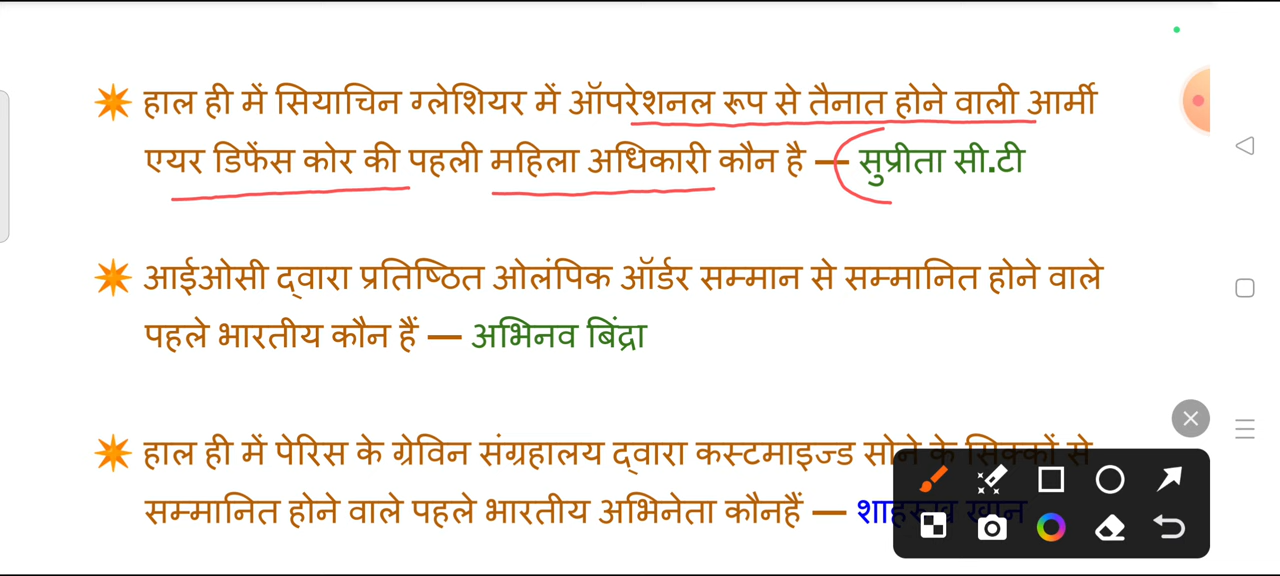 हाल ही में सियाचिन ग्लेशियर में ऑपरेशनल रूप से तैनात होने वाली आर्मी
एयर डिफेंस कोर की पहली महिला अधिकारी कौन है — सुप्रीता सी.टी
आईओसी द्वारा प्रतिष्ठित ओलंपिक ऑर्डर सम्मान से सम्मानित होने वाले
पहले भारतीय कौन हैं — अभिनव बिंद्रा
हाल ही में पेरिस के ग्रेविन संग्रहालय द्वारा कस्टमाइज्ड सोने के सिक्कों से
सम्मानित होने वाले पहले भारतीय अभिनेता कौनहैं — शाहरुख खान